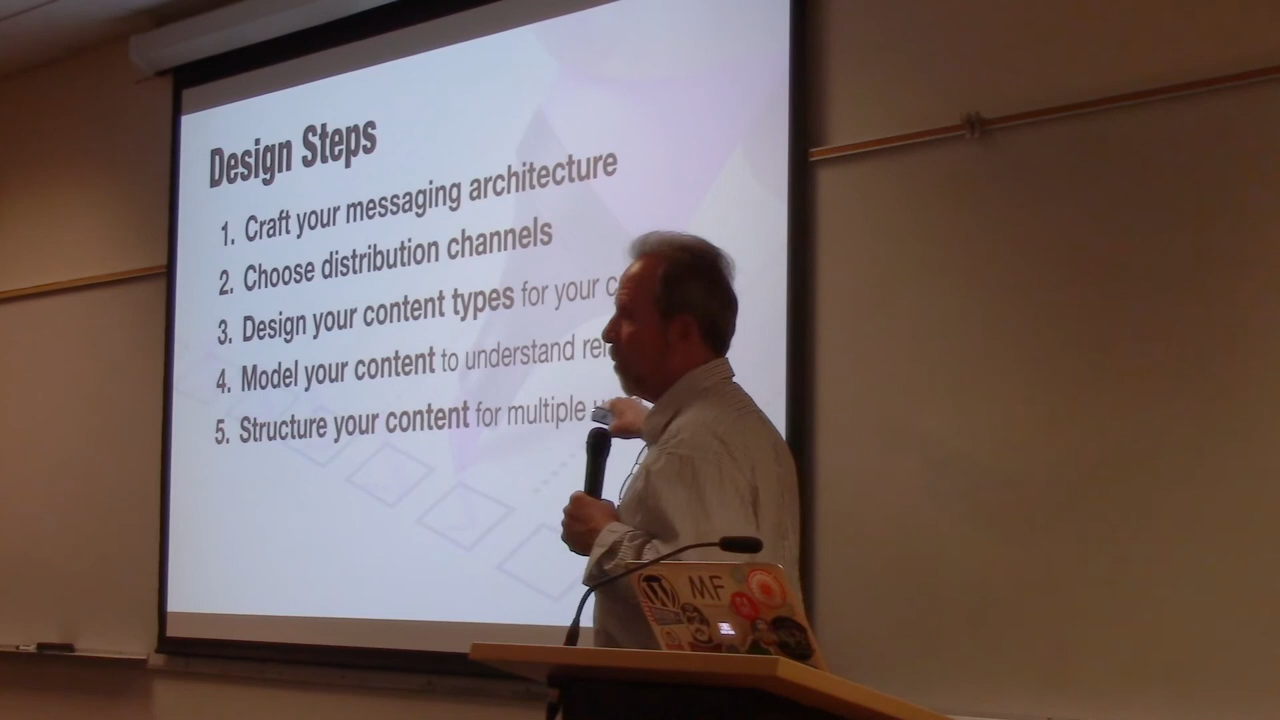 Design Steps
1. Craft your messaging architecture
2. Choose distribution channels
3. Design your content types for your
4. Model your content to understand
5. Structure your content for multiple
W
MF